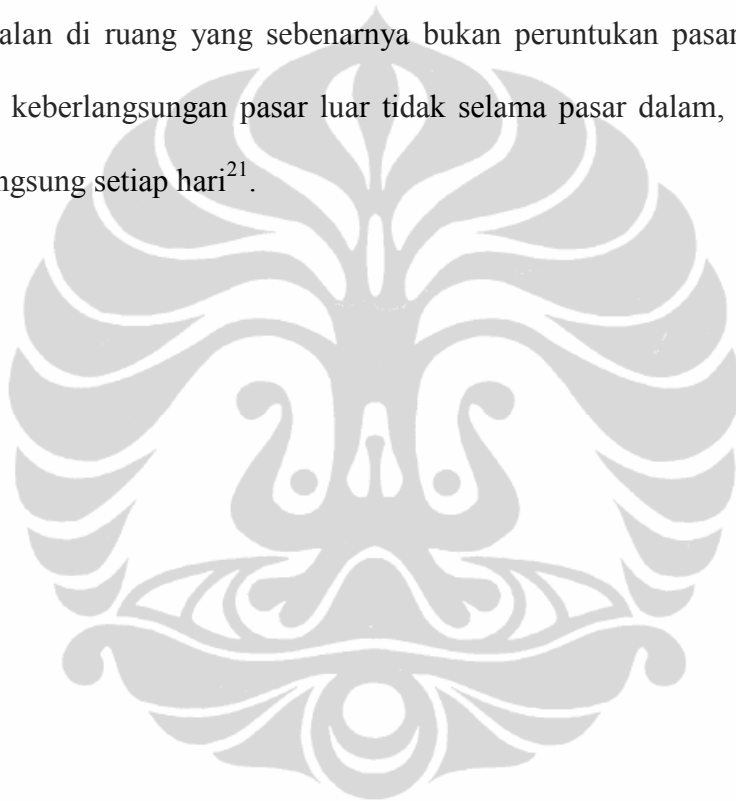 alan di ruang yang sebenarnya bukan peruntukan pasar
keberlangsungan pasar luar tidak selama pasar dalam,
ngsung setiap hari²¹.